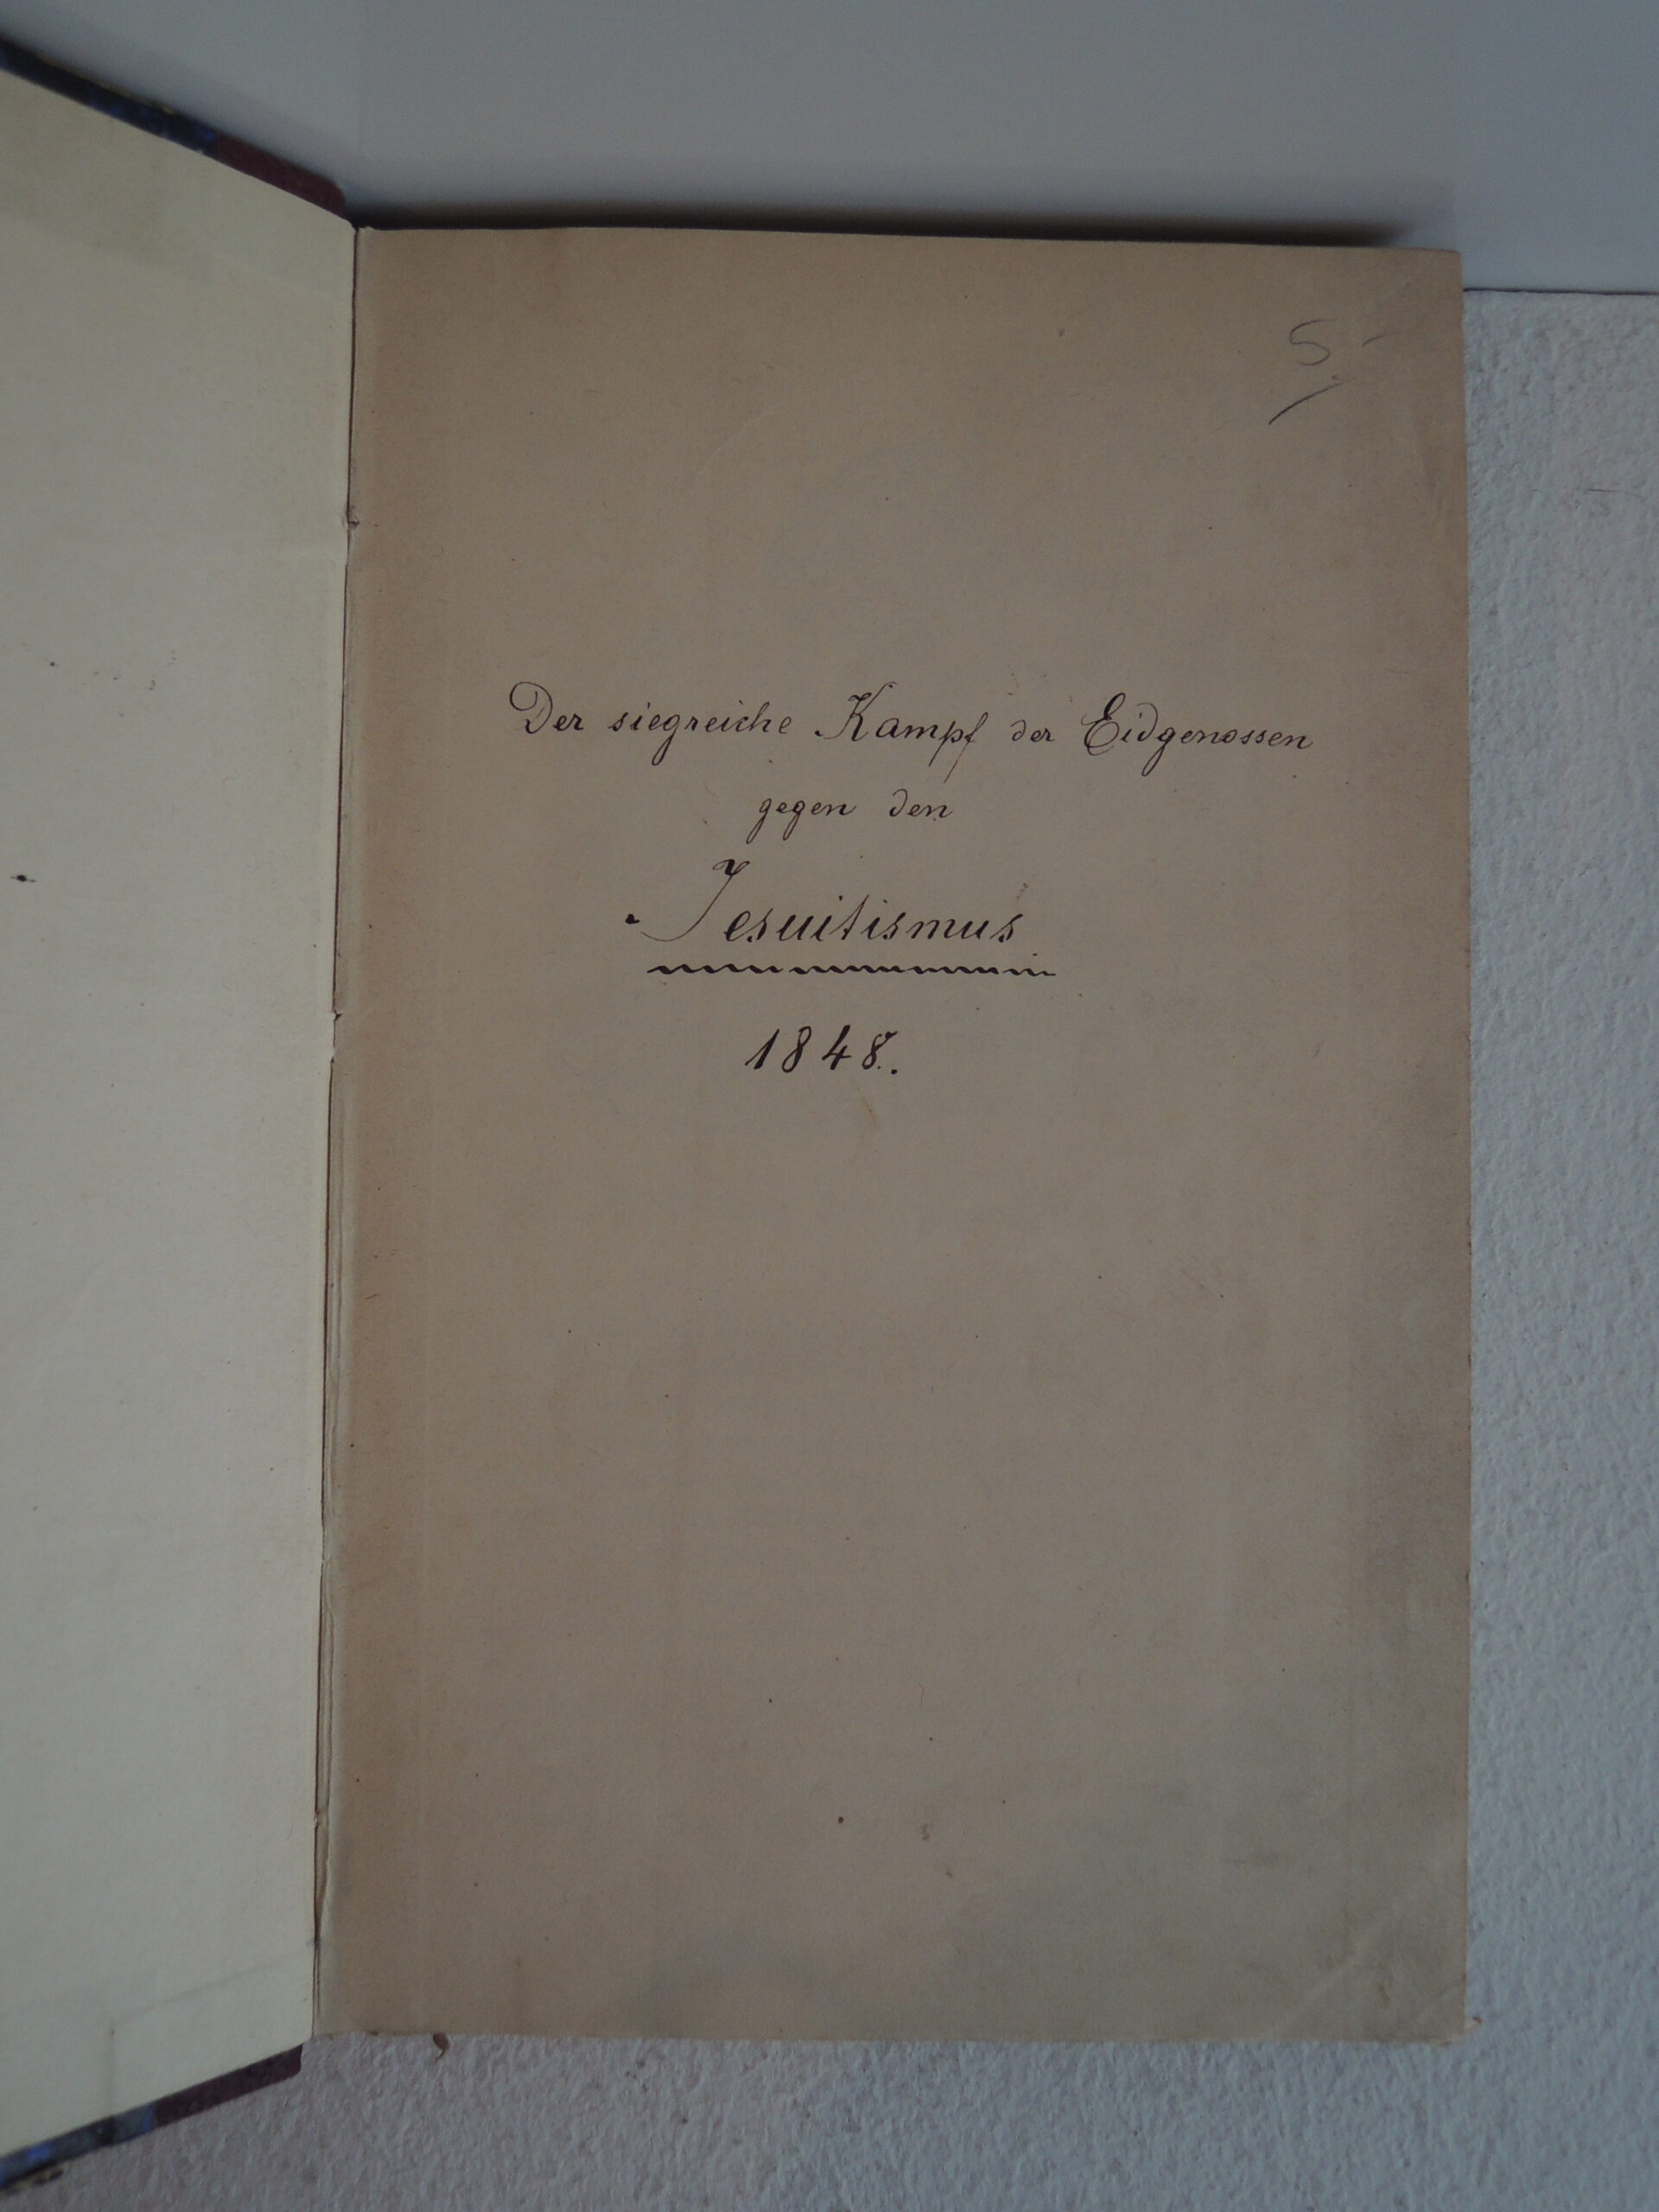 5.-
Der siegreiche Kampf der Eidgenossen
gegen den
Jesuitismus
1848.